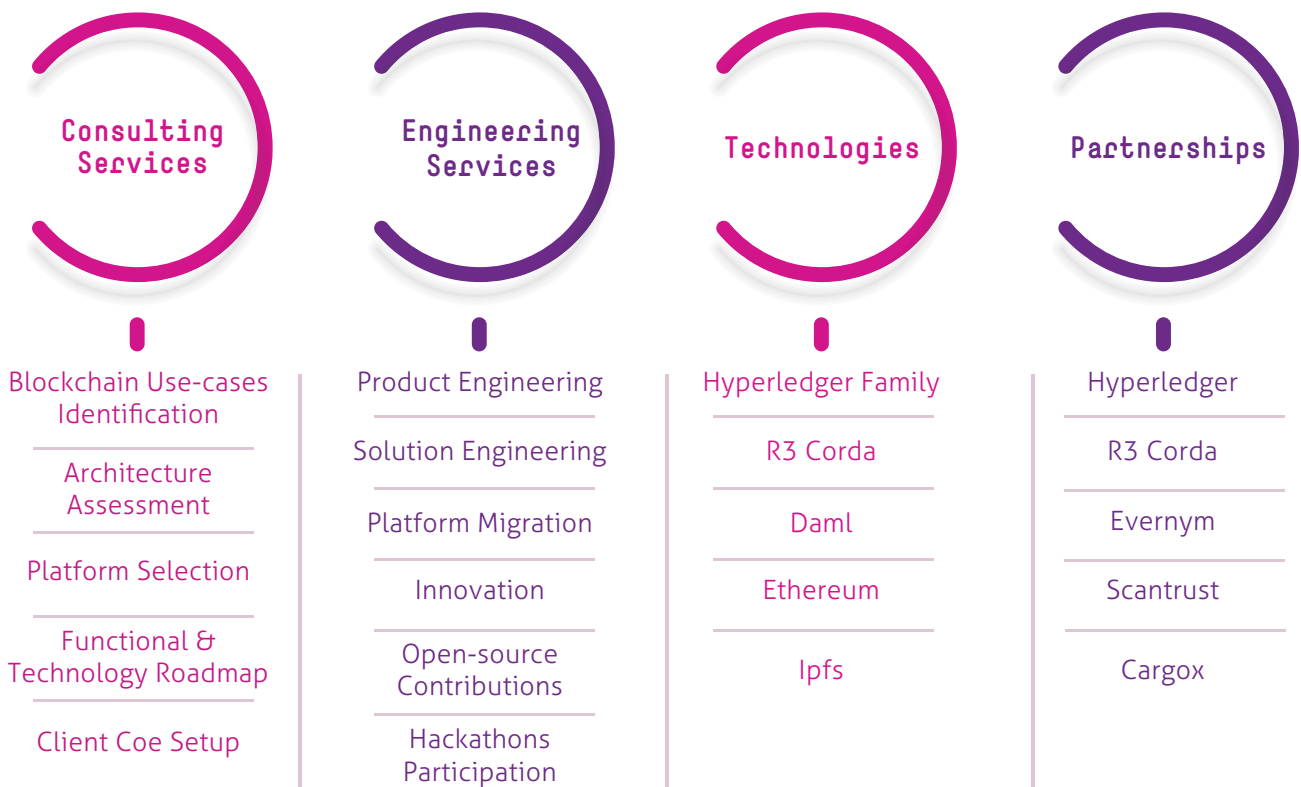 Consulting
Services
Blockchain Use-cases
Identification
Architecture
Assessment
Platform Selection
Functional &
Technology Roadmap
Client Coe Setup
Engineering
Services
Product Engineering
Solution Engineering
Platform Migration
Innovation
Open-source
Contributions
Hackathons
Participation
Technologies
Hyperledger Family
R3 Corda
Daml
Ethereum
Ipfs
Partnerships
Hyperledger
R3 Corda
Evernym
Scantrust
Cargox